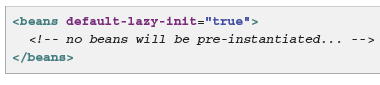 <beans default-lazy-init="true">
<!-- no beans will be pre-instantiated... -->
</beans>